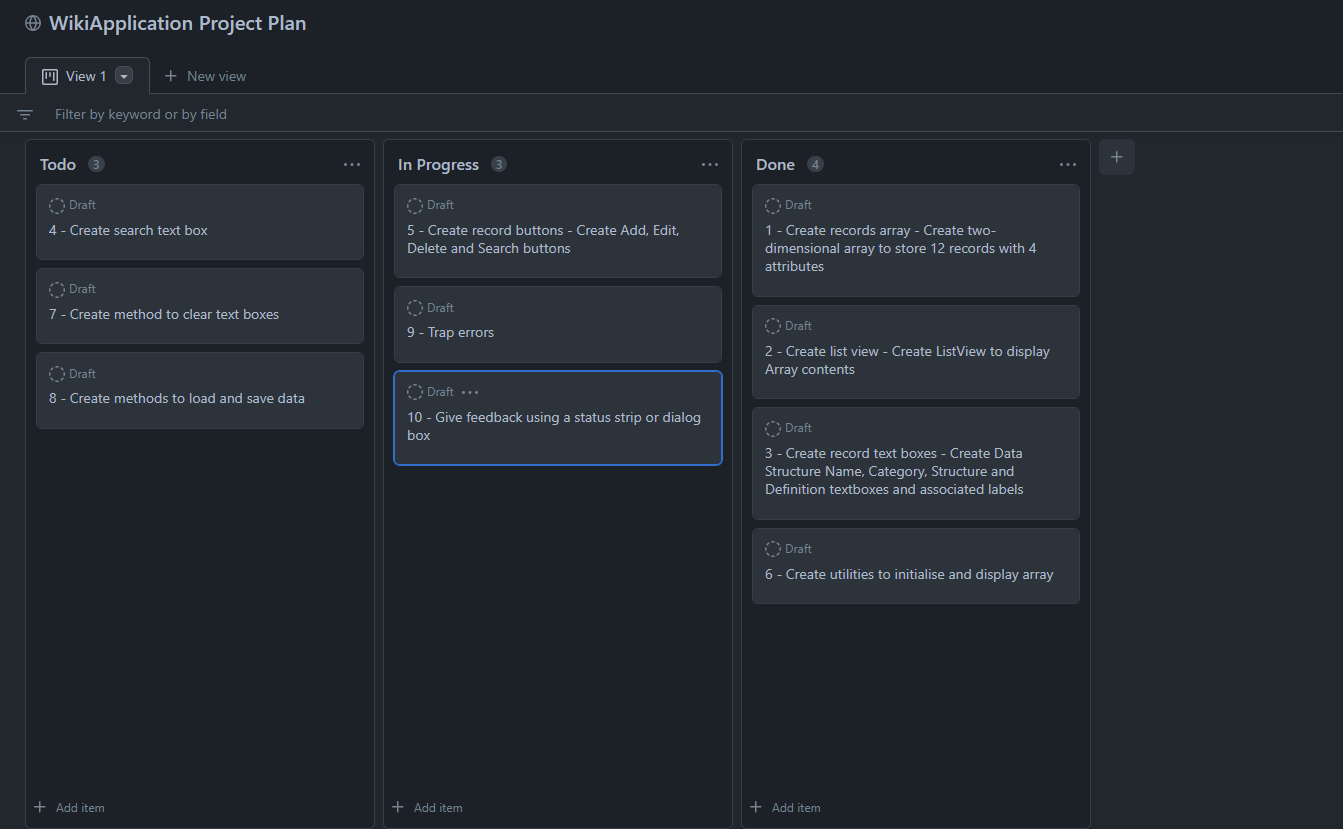 WikiApplication Project Plan
View 1
New view
Filter by keyword or by field
Todo 3
Draft
4 - Create search text box
Draft
7 - Create method to clear text boxes
Draft
8 - Create methods to load and save data
Add item
In Progress 3
Draft
5 - Create record buttons - Create Add, Edit,
Delete and Search buttons
Draft
9 - Trap errors
Draft
10 - Give feedback using a status strip or dialog
box
Add item
Done 4
Draft
1 - Create records array - Create two-
dimensional array to store 12 records with 4
attributes
Draft
2 - Create list view - Create ListView to display
Array contents
Draft
3 - Create record text boxes - Create Data
Structure Name, Category, Structure and
Definition textboxes and associated labels
Draft
6 - Create utilities to initialise and display array
Add item